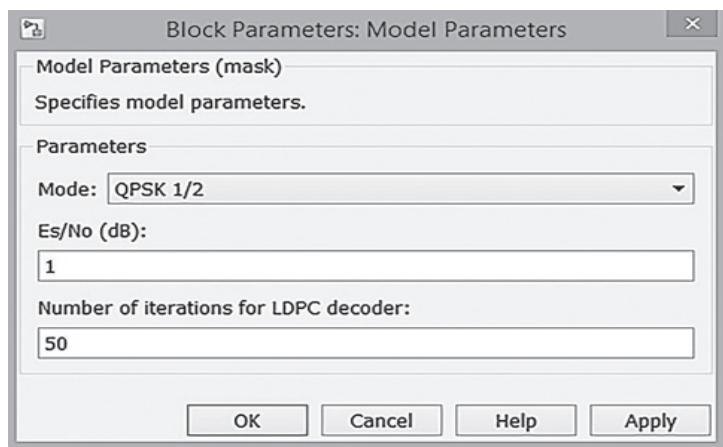 Block Parameters: Model Parameters
Model Parameters (mask)
Specifies model parameters.
Parameters
Mode: QPSK 1/2
Es/No (dB):
1
Number of iterations for LDPC decoder:
50
OK Cancel Help Apply